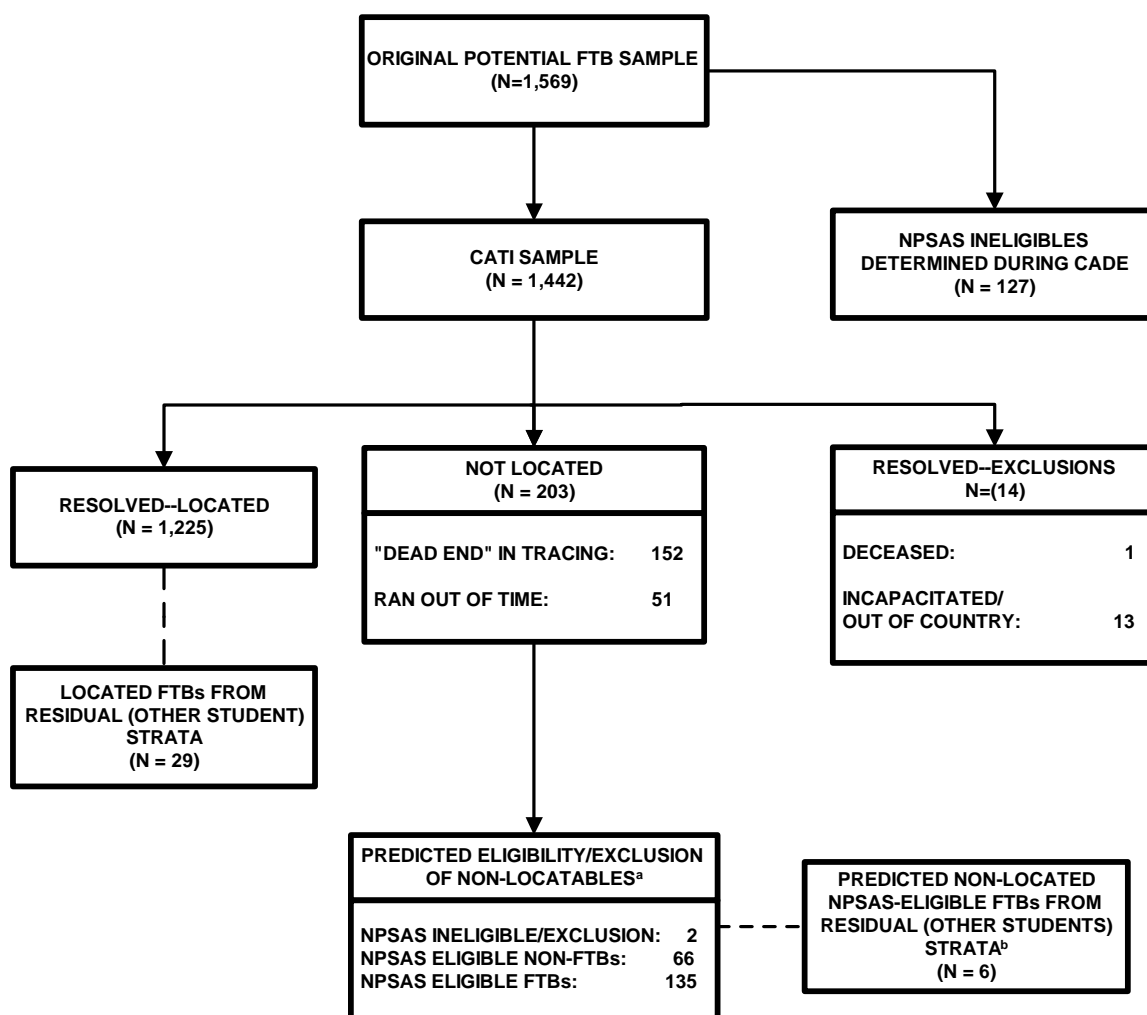 ORIGINAL POTENTIAL FTB SAMPLE
(N=1,569)
CATI SAMPLE
(N = 1,442)
NPSAS INELIGIBLES
DETERMINED DURING CADE
(N = 127)
RESOLVED--LOCATED
(N = 1,225)
NOT LOCATED
(N = 203)
"DEAD END" IN TRACING: 152
RAN OUT OF TIME: 51
RESOLVED--EXCLUSIONS
N=(14)
DECEASED: 1
INCAPACITATED/
OUT OF COUNTRY: 13
LOCATED FTBs FROM
RESIDUAL (OTHER STUDENT)
STRATA
(N = 29)
PREDICTED ELIGIBILITY/EXCLUSION
OF NON-LOCATABLESᵃ
NPSAS INELIGIBLE/EXCLUSION: 2
NPSAS ELIGIBLE NON-FTBs: 66
NPSAS ELIGIBLE FTBs: 135
PREDICTED NON-LOCATED
NPSAS-ELIGIBLE FTBs FROM
RESIDUAL (OTHER STUDENTS)
STRATAᵇ
(N = 6)